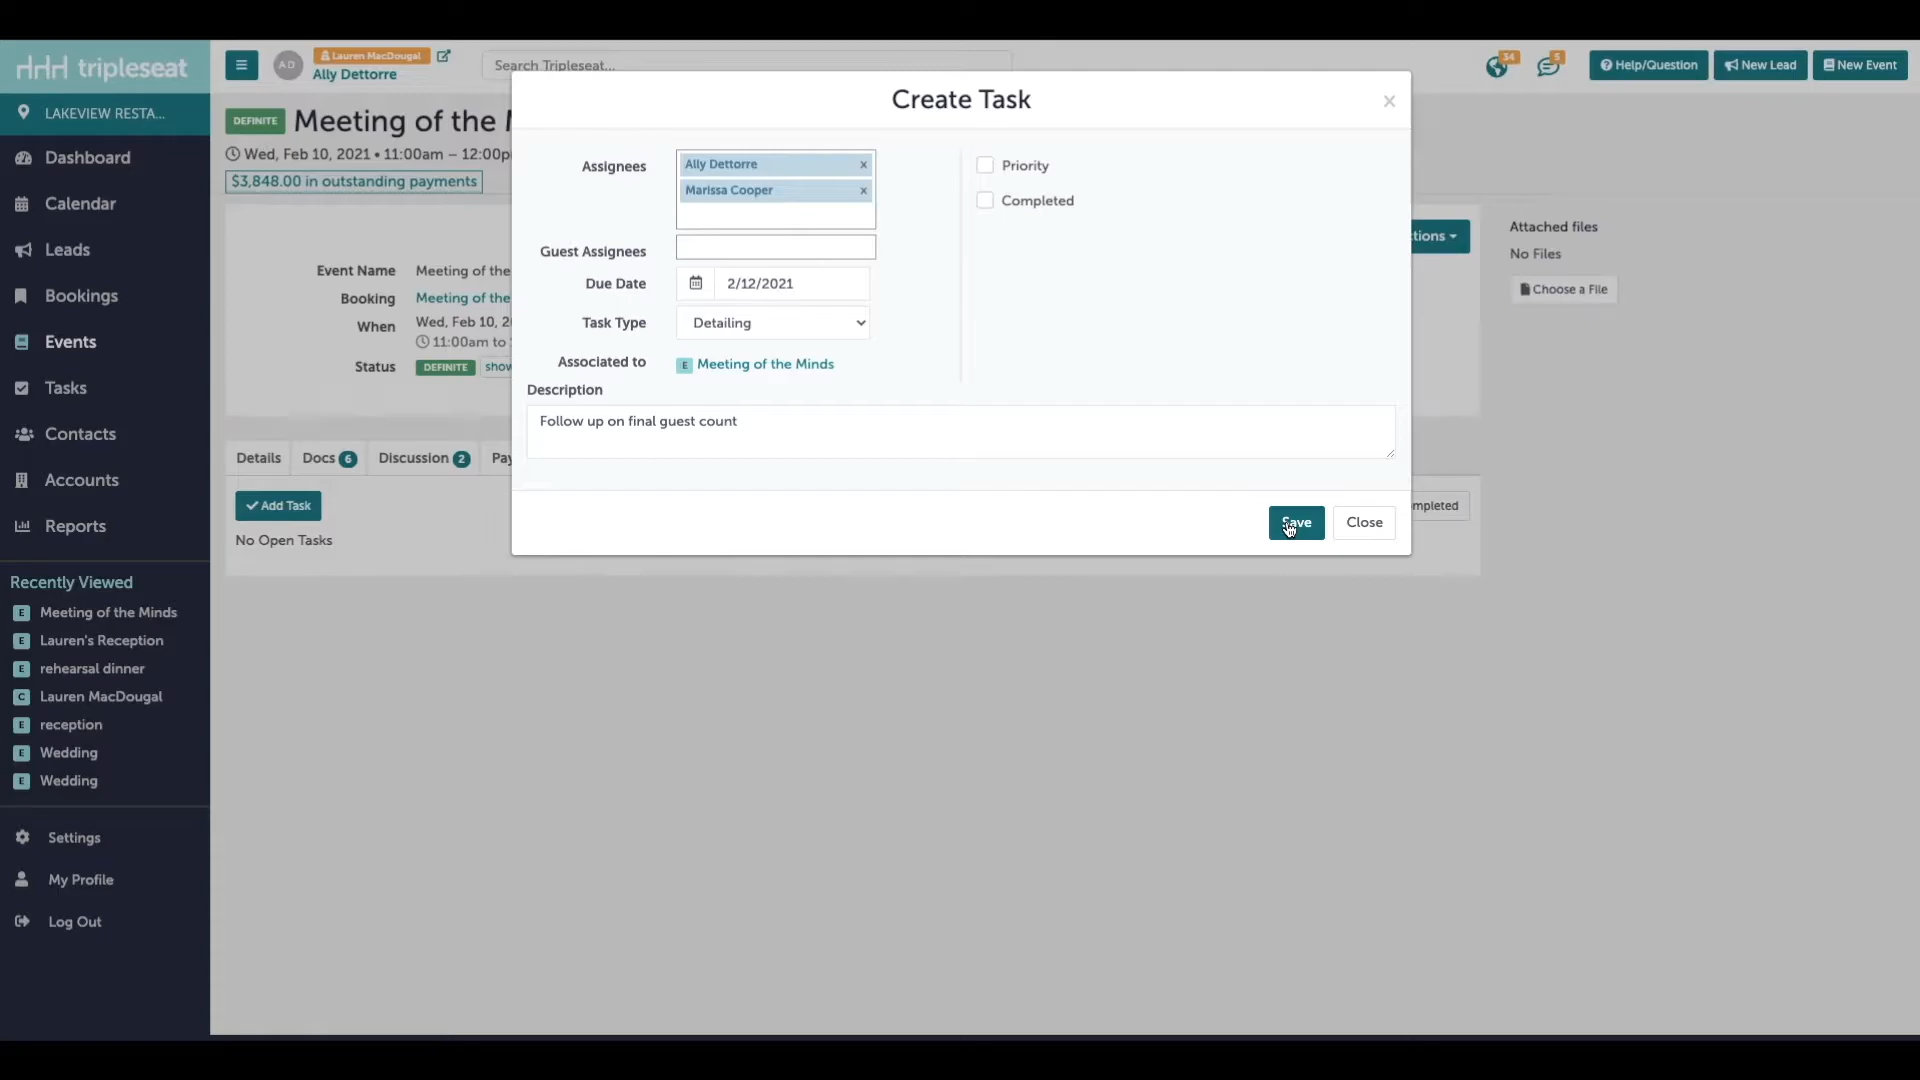 tripleseat
LAKEVIEW RESTA...
Dashboard
Calendar
Leads
Bookings
Events
Tasks
Contacts
Accounts
Reports
Recently Viewed
E Meeting of the Minds
E Lauren's Reception
E rehearsal dinner
C Lauren MacDougal
E reception
E Wedding
E Wedding
Settings
My Profile
Log Out
AD
Lauren MacDougal
Ally Dettorre
Search Tripleseat...
34
5
Help/Question
New Lead
New Event
DEFINITE Meeting of the
Wed, Feb 10, 2021 • 11:00am – 12:00p
$3,848.00 in outstanding payments
Event Name Meeting of the
Booking Meeting of the
When Wed, Feb 10, 2
11:00am to
Status DEFINITE show
tions
Details Docs 6 Discussion 2 Pay
Add Task
mpleted
No Open Tasks
Attached files
No Files
Choose a File
Create Task
×
Assignees
Ally Dettorre x
Marissa Cooper x
Guest Assignees
Due Date 2/12/2021
Task Type Detailing
Associated to E Meeting of the Minds
Priority
Completed
Description
Follow up on final guest count
Save Close